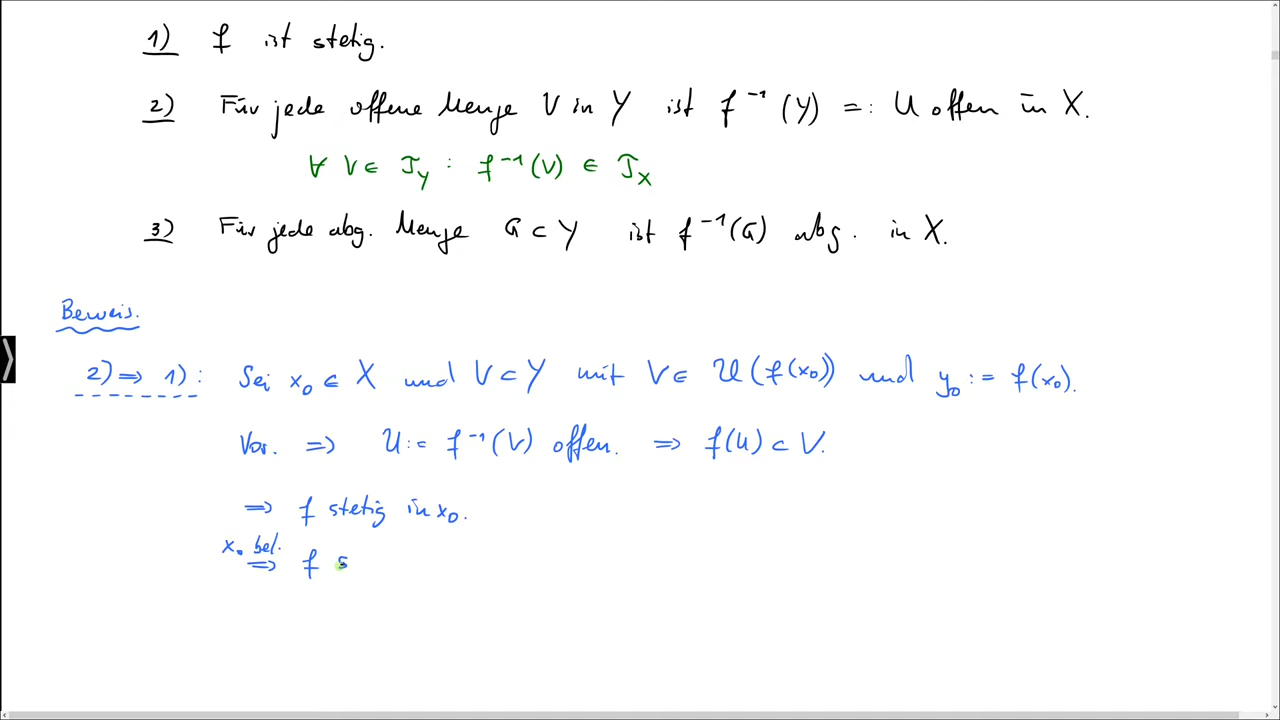 1) f ist stetig.
2) Für jede offene Menge V in Y ist f⁻¹(Y) =: U offen in X.
∀ V ∈ 𝒯_Y : f⁻¹(V) ∈ 𝒯_X
3) Für jede abg. Menge G ⊂ Y ist f⁻¹(G) abg. in X.
Beweis.
2) ⇒ 1): Sei x₀ ∈ X und V ⊂ Y mit V ∈ 𝒰(f(x₀)) und y₀ := f(x₀).
Vor. ⇒ U := f⁻¹(V) offen. ⇒ f(U) ⊂ V.
⇒ f stetig in x₀.
x₀ bel.
⇒ f s